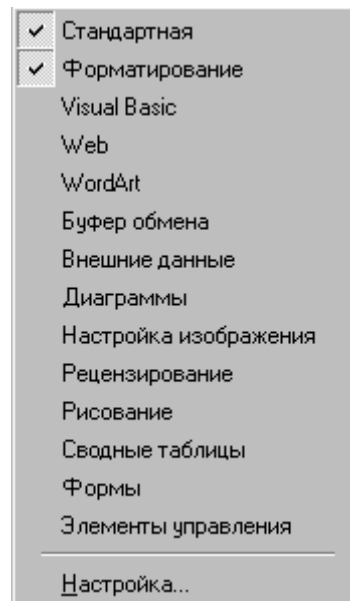 Стандартная
Форматирование
Visual Basic
Web
WordArt
Буфер обмена
Внешние данные
Диаграммы
Настройка изображения
Рецензирование
Рисование
Сводные таблицы
Формы
Элементы управления
Настройка...